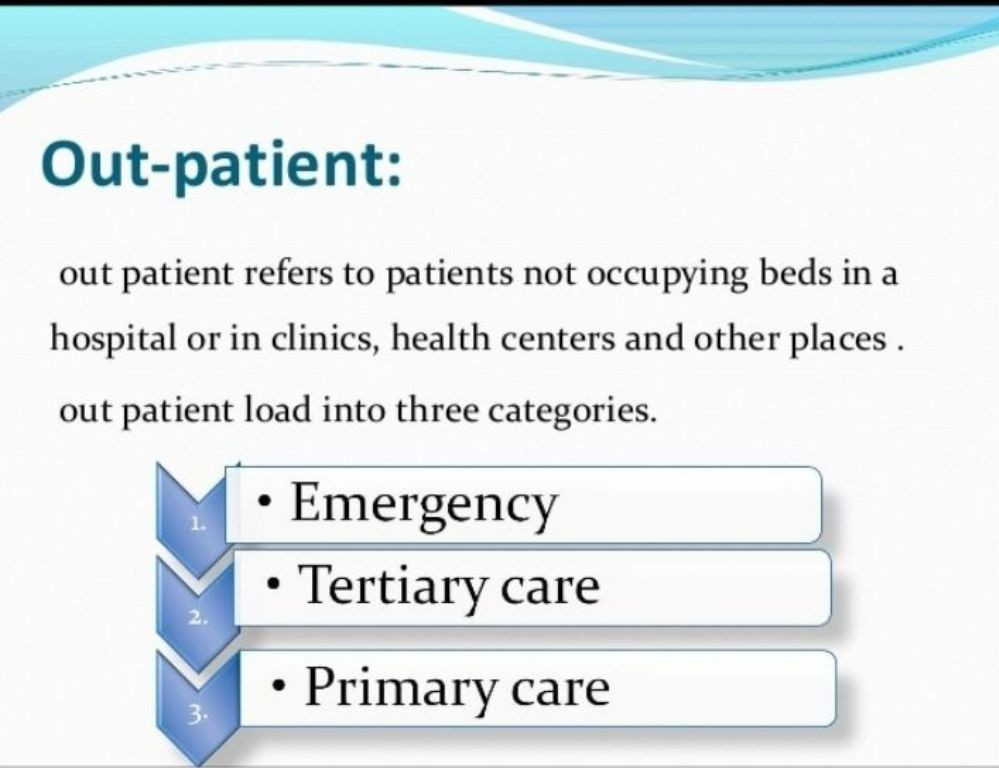 Out-patient:
out patient refers to patients not occupying beds in a
hospital or in clinics, health centers and other places .
out patient load into three categories.
1. • Emergency
2. • Tertiary care
3. • Primary care